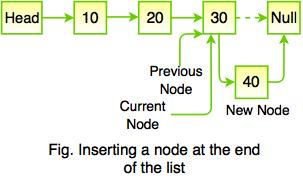 Head 10 20 30 Null
Previous
Node
40
Current
Node
New Node
Fig. Inserting a node at the end
of the list